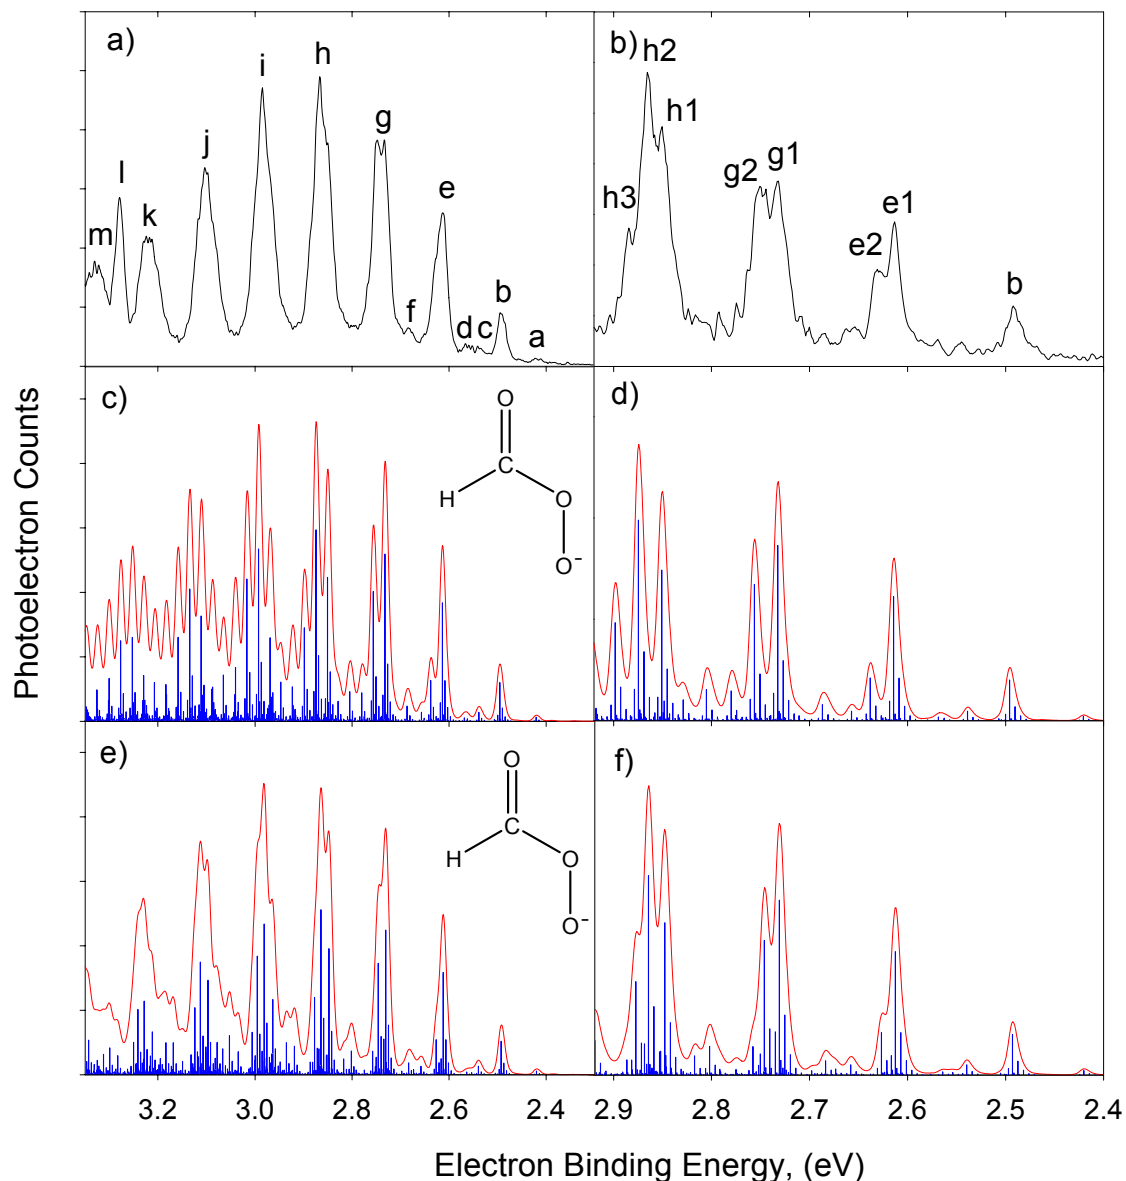 a)
i
h
g
j
l
k
m
e
f
d
c
b
a
b)
h2
h1
h3
g2
g1
e2
e1
b
c)
O
C
H
O
O-
d)
e)
O
C
H
O
O-
f)
3.2
3.0
2.8
2.6
2.4
2.9
2.8
2.7
2.6
2.5
2.4
Photoelectron Counts
Electron Binding Energy, (eV)